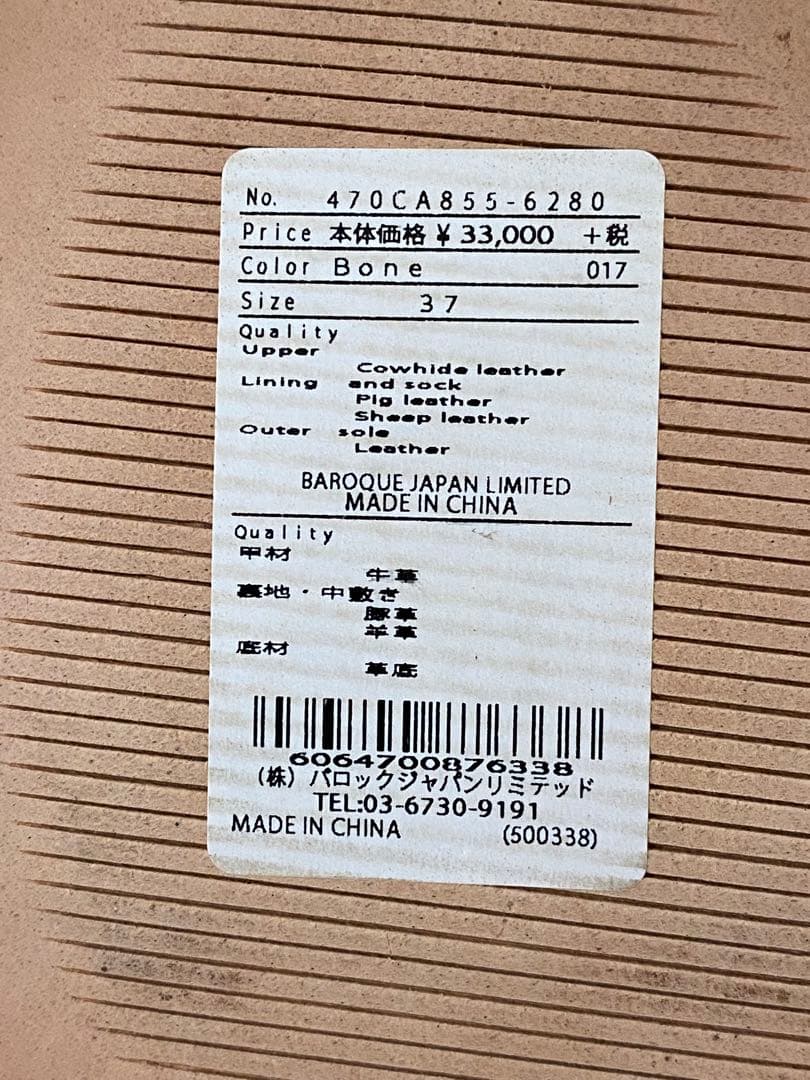 No. 470CA855-6280
Price 本体価格 ¥ 33,000 +税
Color Bone 017
Size 37
Quality
Upper
Cowhide leather
Lining and sock
Pig leather
Sheep leather
Outer sole
Leather
BAROQUE JAPAN LIMITED
MADE IN CHINA
Quality
甲材
牛革
裏地・中敷き
豚革
羊革
底材
革底
6064700876338
(株)バロックジャパンリミテッド
TEL:03-6730-9191
MADE IN CHINA (500338)